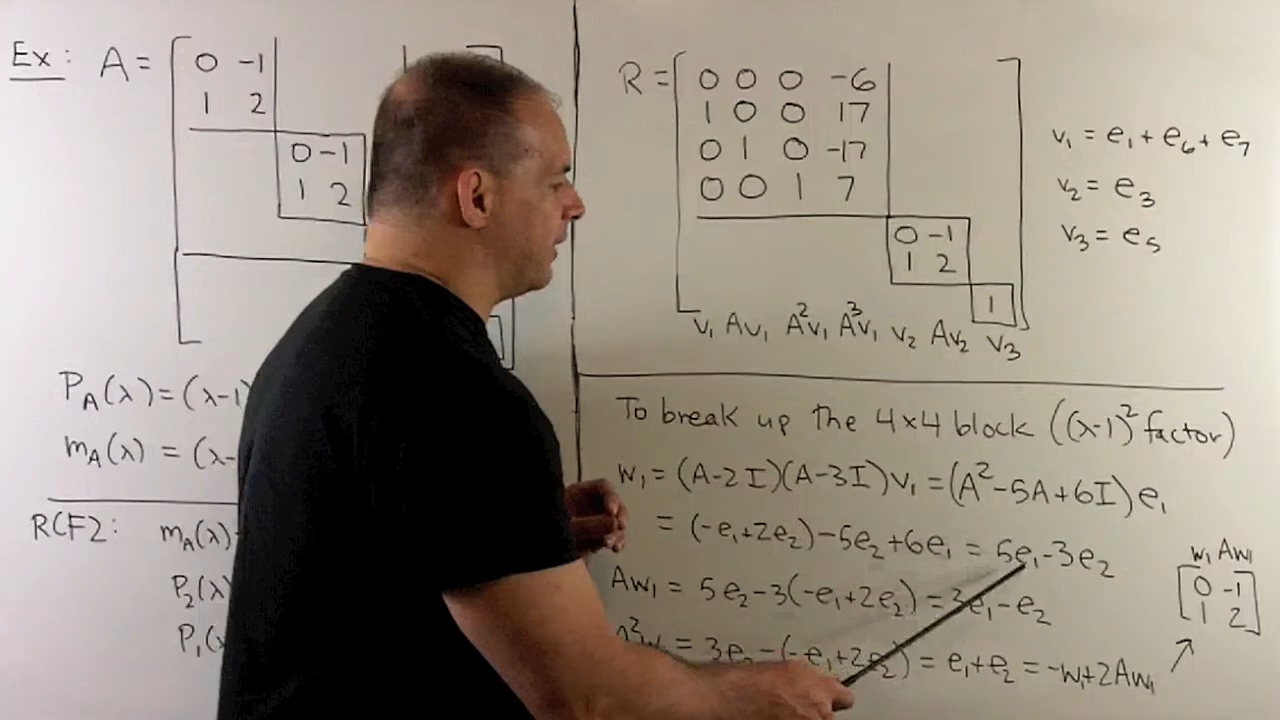 Ex: A =
0 -1
1 2
0 -1
1 2
P_A(λ) = (λ-1)
m_A(λ) = (λ-
RCF2: m_A(λ)
P_2(λ)
P_1(
R =
0 0 0 -6
1 0 0 17
0 1 0 -17
0 0 1 7
0 -1
1 2
1
v_1 Av_1 A^2v_1 A^3v_1 v_2 Av_2 v_3
v_1 = e_1 + e_6 + e_7
v_2 = e_3
v_3 = e_5
To break up the 4x4 block ((λ-1)^2 factor)
w_1 = (A-2I)(A-3I)v_1 = (A^2-5A+6I)e_1
= (-e_1+2e_2)-5e_2+6e_1 = 5e_1-3e_2
Aw_1 = 5e_2-3(-e_1+2e_2) = 3e_1-e_2
A^2w_1 = 3e_2-(-e_1+2e_2) = e_1+e_2 = -w_1+2Aw_1
w_1 Aw_1
0 -1
1 2